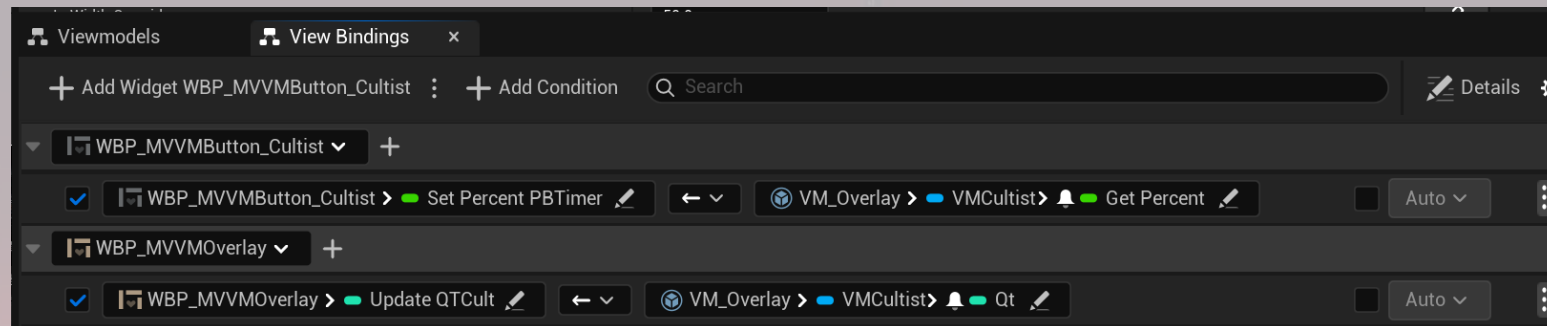 Viewmodels View Bindings ×
Add Widget WBP_MVVMButton_Cultist Add Condition Search Details
WBP_MVVMButton_Cultist
WBP_MVVMButton_Cultist > Set Percent PBTimer VM_Overlay > VMCultist > Get Percent Auto
WBP_MVVMOverlay
WBP_MVVMOverlay > Update QTCult VM_Overlay > VMCultist > Qt Auto